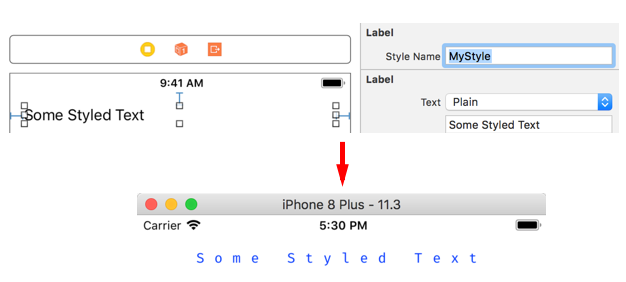 Label
Style Name MyStyle
9:41 AM
Label
Text Plain
Some Styled Text
Some Styled Text
iPhone 8 Plus - 11.3
Carrier 5:30 PM
Some Styled Text